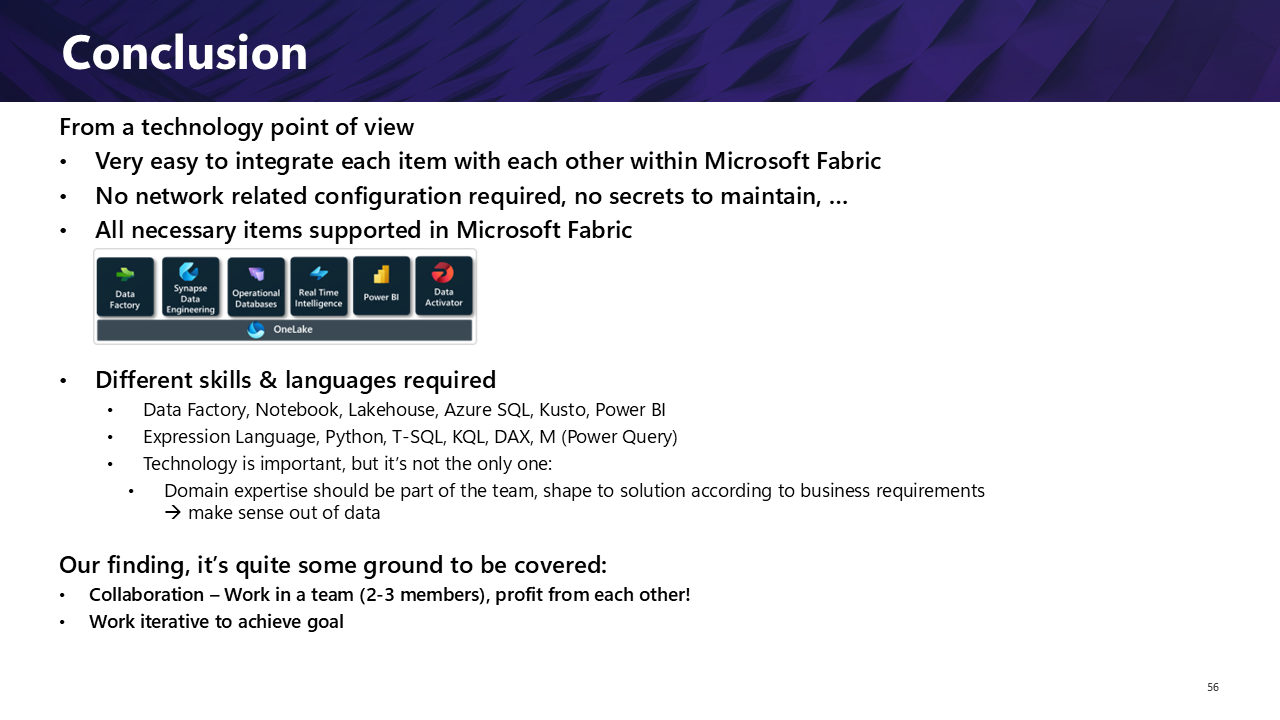 Conclusion
From a technology point of view
• Very easy to integrate each item with each other within Microsoft Fabric
• No network related configuration required, no secrets to maintain, ...
• All necessary items supported in Microsoft Fabric
Data Factory
Synapse Data Engineering
Operational Databases
Real Time Intelligence
Power BI
Data Activator
OneLake
• Different skills & languages required
• Data Factory, Notebook, Lakehouse, Azure SQL, Kusto, Power BI
• Expression Language, Python, T-SQL, KQL, DAX, M (Power Query)
• Technology is important, but it’s not the only one:
• Domain expertise should be part of the team, shape to solution according to business requirements
→ make sense out of data
Our finding, it’s quite some ground to be covered:
• Collaboration – Work in a team (2-3 members), profit from each other!
• Work iterative to achieve goal
56